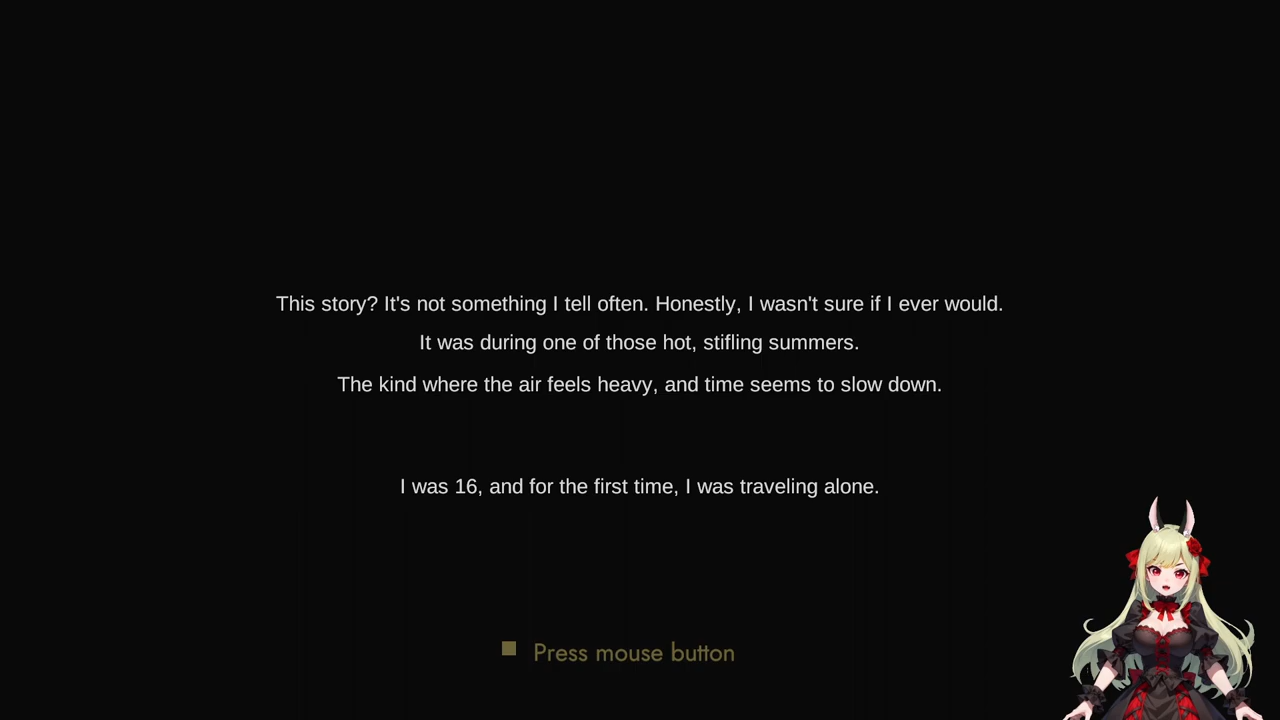 This story? It's not something I tell often. Honestly, I wasn't sure if I ever would.
It was during one of those hot, stifling summers.
The kind where the air feels heavy, and time seems to slow down.
I was 16, and for the first time, I was traveling alone.
Press mouse button